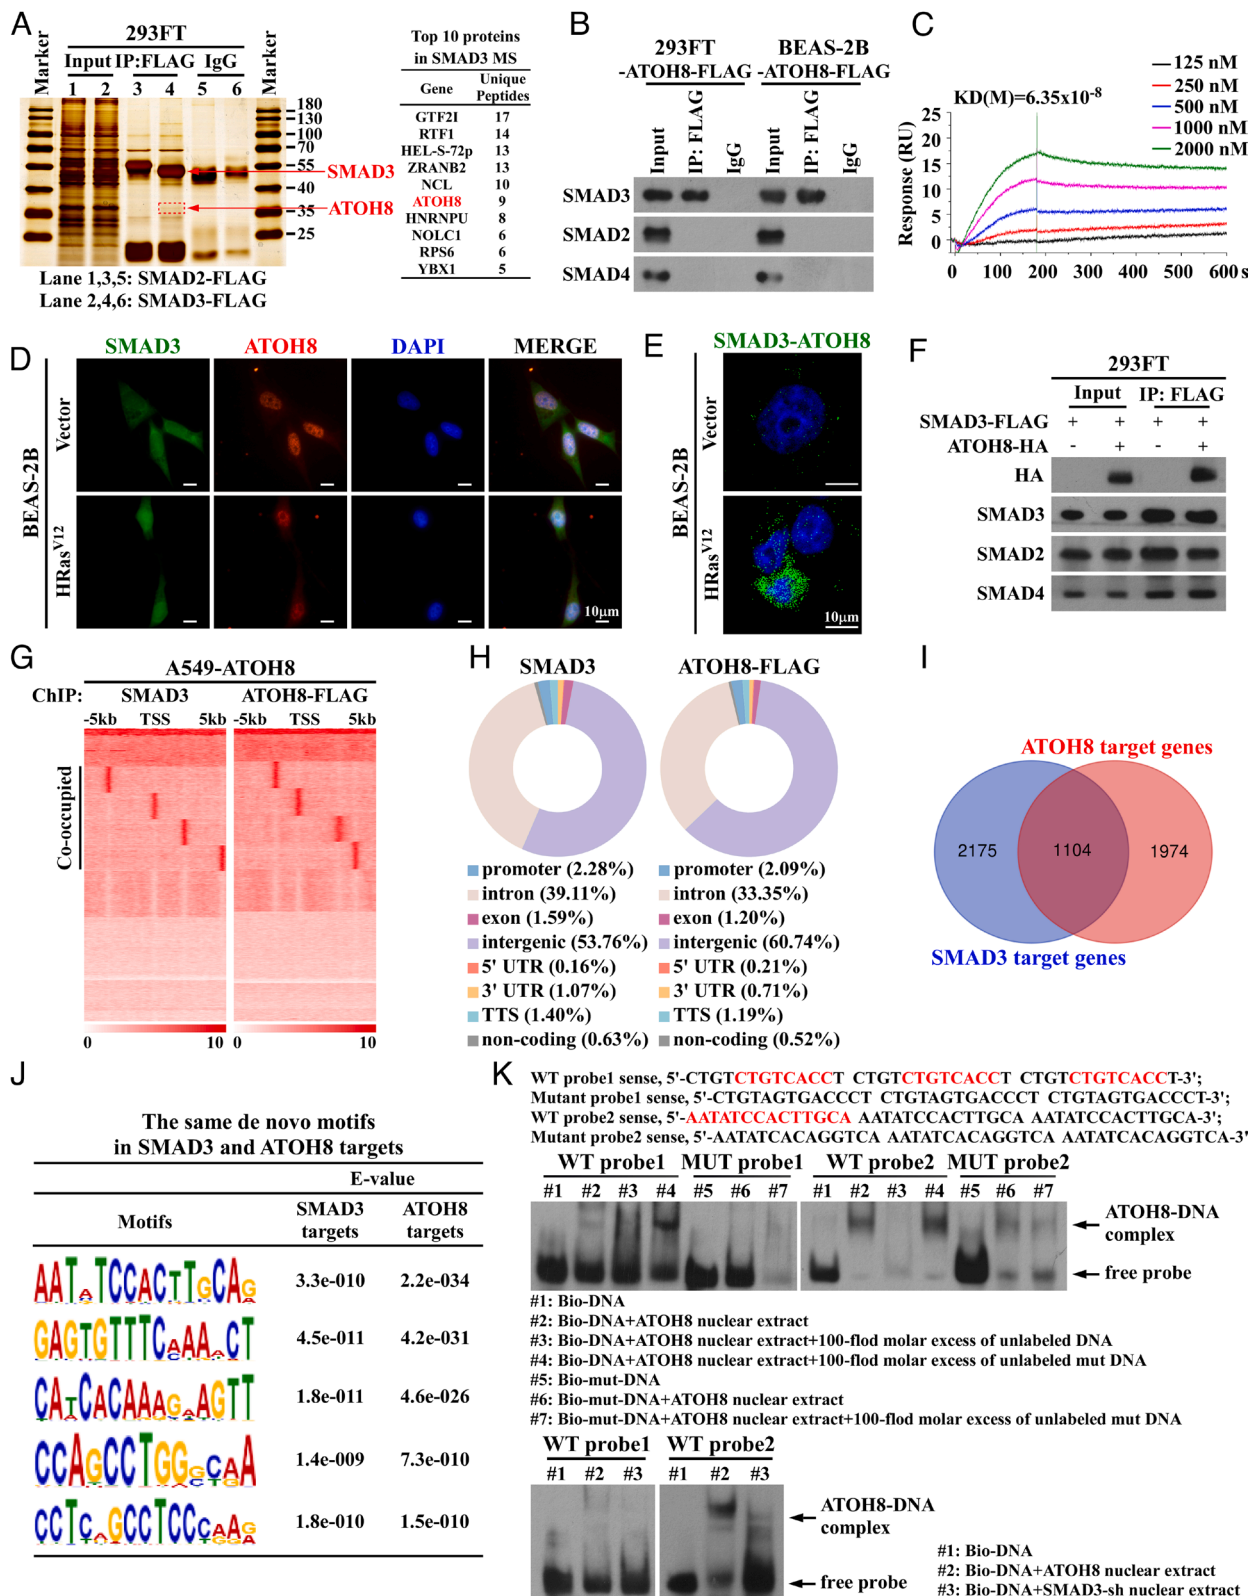 A
293FT
Marker
Input IP:FLAG IgG
Marker
1 2 3 4 5 6
180
130
100
70
55
40
35
25
SMAD3
ATOH8
Lane 1,3,5: SMAD2-FLAG
Lane 2,4,6: SMAD3-FLAG
Top 10 proteins
in SMAD3 MS
Gene Unique Peptides
GTF2I 17
RTF1 14
HEL-S-72p 13
ZRANB2 13
NCL 10
ATOH8 9
HNRNPU 8
NOLC1 6
RPS6 6
YBX1 5
B
293FT
-ATOH8-FLAG
BEAS-2B
-ATOH8-FLAG
Input IP: FLAG IgG Input IP: FLAG IgG
SMAD3
SMAD2
SMAD4
C
125 nM
250 nM
500 nM
1000 nM
2000 nM
KD(M)=6.35x10-8
Response (RU)
25
20
15
10
5
0
0 100 200 300 400 500 600 s
D
SMAD3 ATOH8 DAPI MERGE
BEAS-2B
Vector
HRasV12
10μm
E
SMAD3-ATOH8
BEAS-2B
Vector
HRasV12
10μm
F
293FT
Input IP: FLAG
SMAD3-FLAG + + + +
ATOH8-HA - + - +
HA
SMAD3
SMAD2
SMAD4
G
A549-ATOH8
ChIP: SMAD3 ATOH8-FLAG
-5kb TSS 5kb -5kb TSS 5kb
Co-occupied
0 10 0 10
H
SMAD3 ATOH8-FLAG
promoter (2.28%) promoter (2.09%)
intron (39.11%) intron (33.35%)
exon (1.59%) exon (1.20%)
intergenic (53.76%) intergenic (60.74%)
5' UTR (0.16%) 5' UTR (0.21%)
3' UTR (1.07%) 3' UTR (0.71%)
TTS (1.40%) TTS (1.19%)
non-coding (0.63%) non-coding (0.52%)
I
ATOH8 target genes
2175 1104 1974
SMAD3 target genes
J
The same de novo motifs
in SMAD3 and ATOH8 targets
E-value
Motifs SMAD3 targets ATOH8 targets
3.3e-010 2.2e-034
4.5e-011 4.2e-031
1.8e-011 4.6e-026
1.4e-009 7.3e-010
1.8e-010 1.5e-010
K
WT probe1 sense, 5'-CTGTCTGTCACCT CTGTCTGTCACCT CTGTCTGTCACCT-3';
Mutant probe1 sense, 5'-CTGTAGTGACCCT CTGTAGTGACCCT CTGTAGTGACCCT-3';
WT probe2 sense, 5'-AATATCCACTTGCA AATATCCACTTGCA AATATCCACTTGCA-3';
Mutant probe2 sense, 5'-AATATCACAGGTCA AATATCACAGGTCA AATATCACAGGTCA-3'
WT probe1 MUT probe1 WT probe2 MUT probe2
#1 #2 #3 #4 #5 #6 #7 #1 #2 #3 #4 #5 #6 #7
ATOH8-DNA
complex
free probe
#1: Bio-DNA
#2: Bio-DNA+ATOH8 nuclear extract
#3: Bio-DNA+ATOH8 nuclear extract+100-flod molar excess of unlabeled DNA
#4: Bio-DNA+ATOH8 nuclear extract+100-flod molar excess of unlabeled mut DNA
#5: Bio-mut-DNA
#6: Bio-mut-DNA+ATOH8 nuclear extract
#7: Bio-mut-DNA+ATOH8 nuclear extract+100-flod molar excess of unlabeled mut DNA
WT probe1 WT probe2
#1 #2 #3 #1 #2 #3
ATOH8-DNA
complex
free probe
#1: Bio-DNA
#2: Bio-DNA+ATOH8 nuclear extract
#3: Bio-DNA+SMAD3-sh nuclear extract